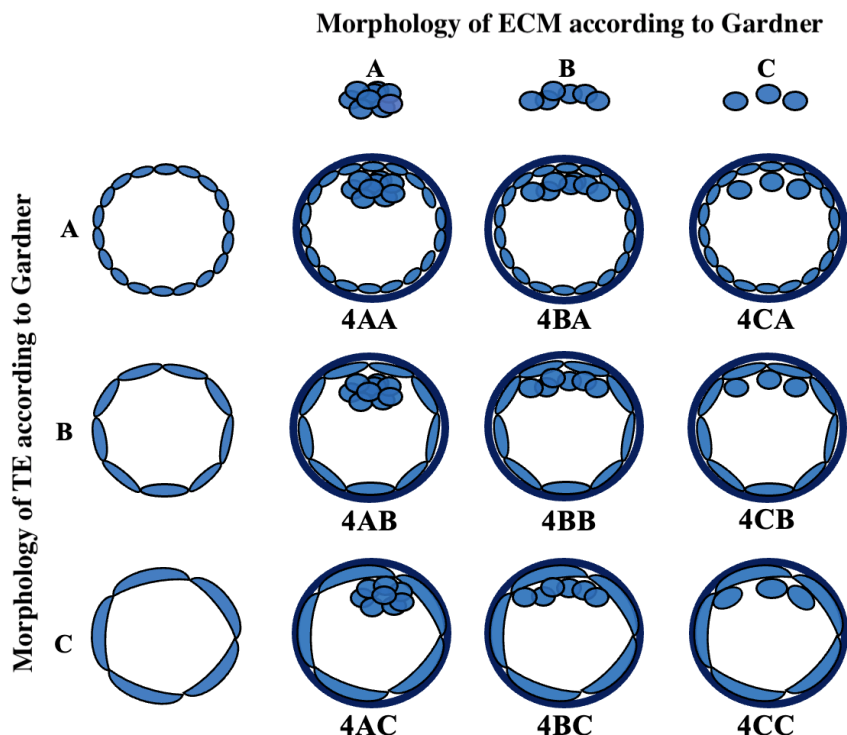 Morphology of ECM according to Gardner
A B C
Morphology of TE according to Gardner
A
4AA 4BA 4CA
B
4AB 4BB 4CB
C
4AC 4BC 4CC